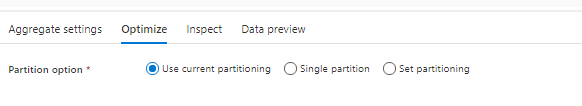 Aggregate settings Optimize Inspect Data preview
Partition option * Use current partitioning Single partition Set partitioning